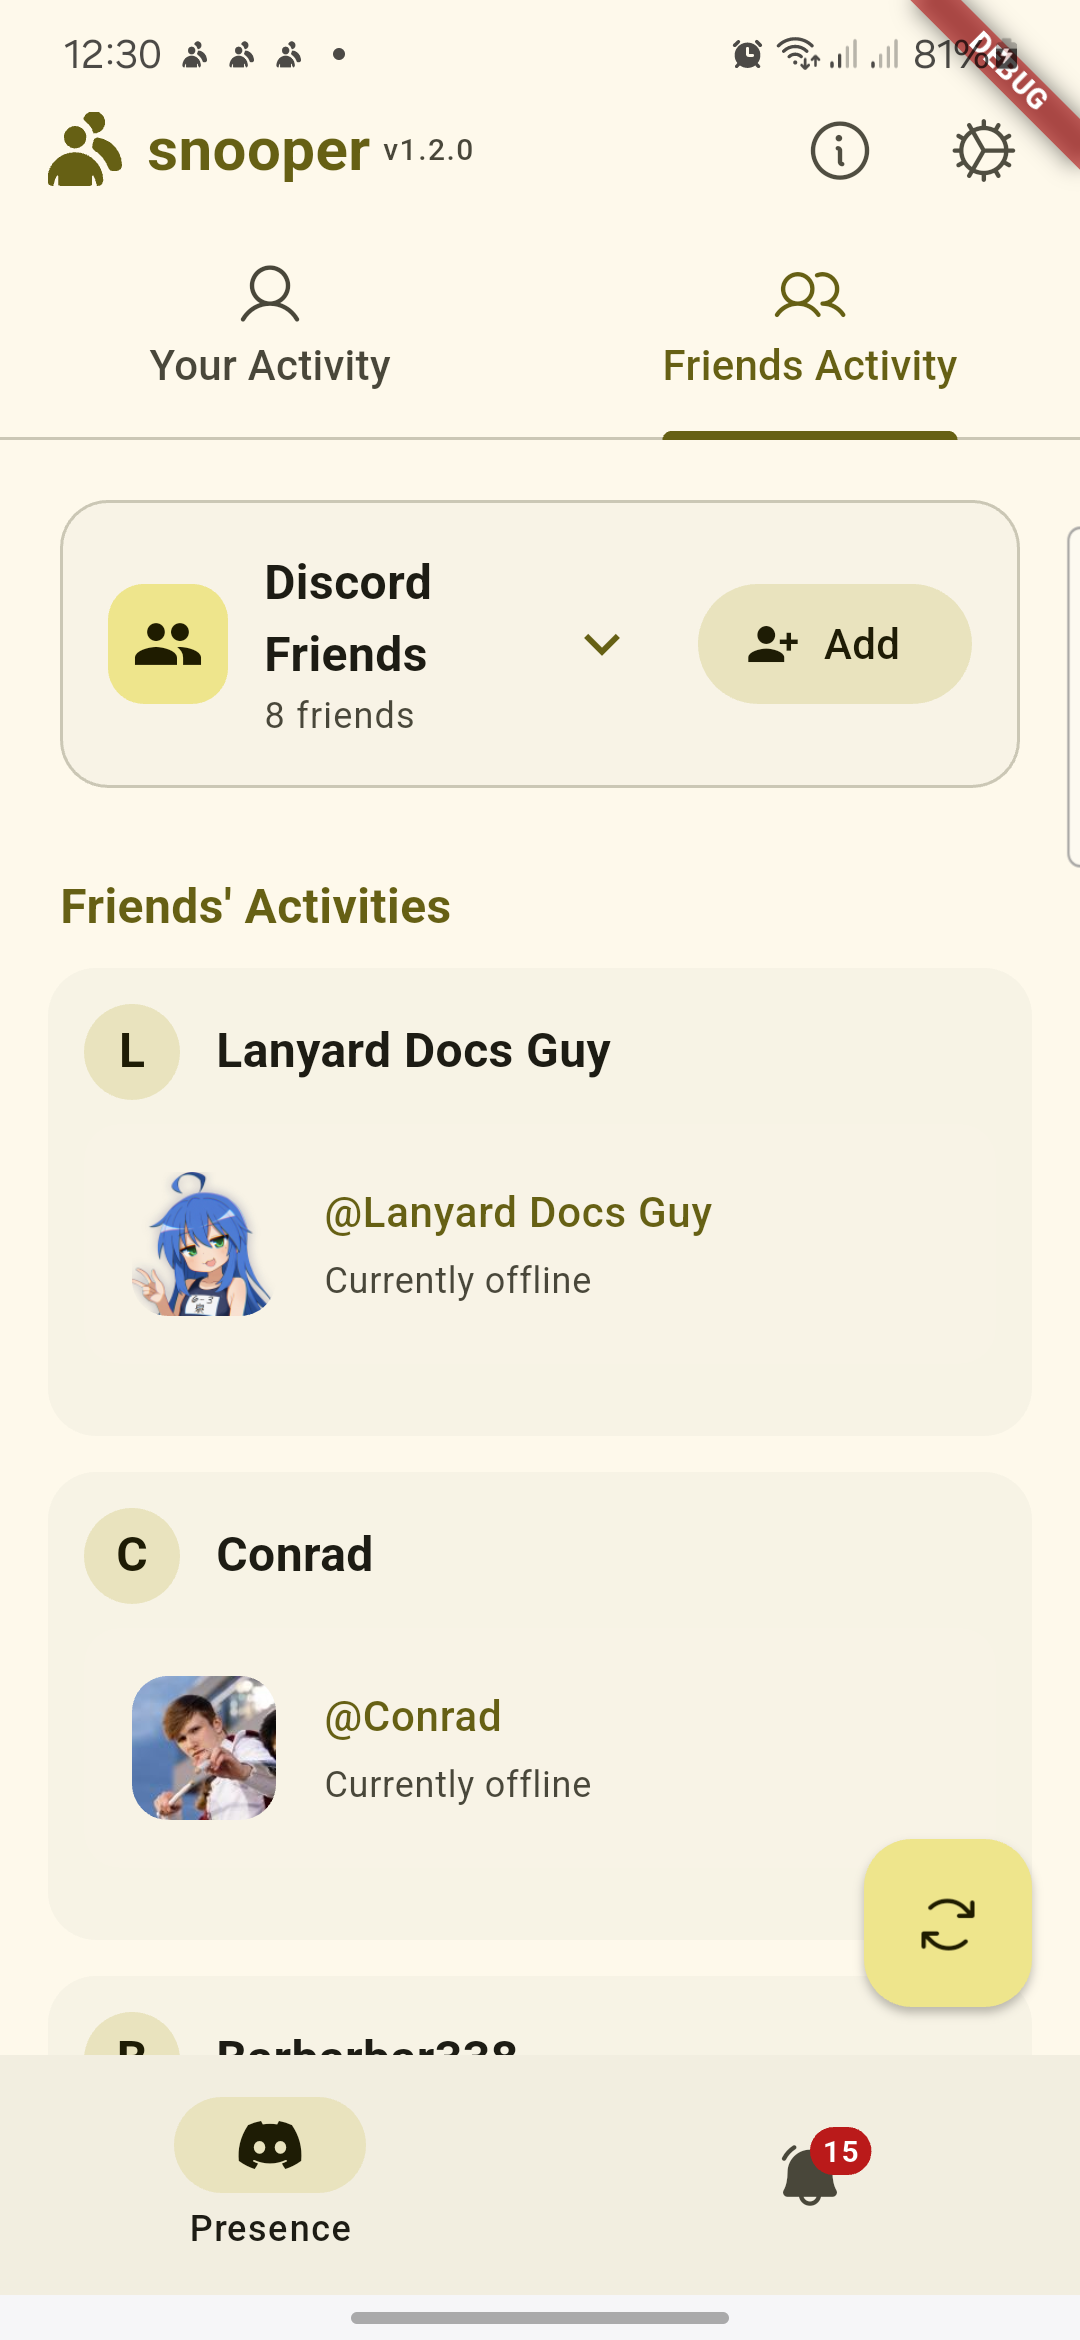 12:30
81%
DEBUG
snooper v1.2.0
Your Activity
Friends Activity
Discord
Friends
8 friends
Add
Friends' Activities
L
Lanyard Docs Guy
@Lanyard Docs Guy
Currently offline
C
Conrad
@Conrad
Currently offline
15
Presence